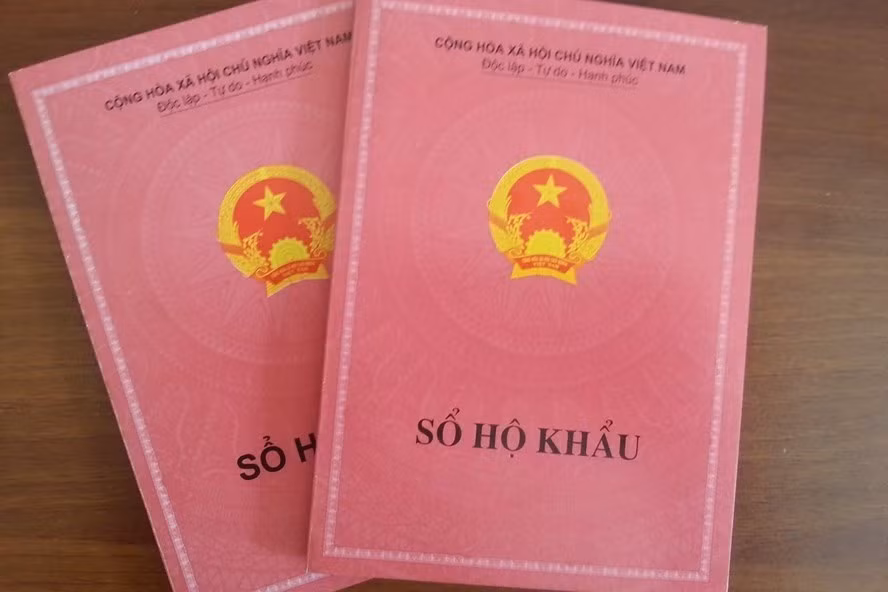 CỘNG HÒA XÃ HỘI CHỦ NGHĨA VIỆT NAM
Độc lập - Tự do - Hạnh phúc
SỔ H
CỘNG HÒA XÃ HỘI CHỦ NGHĨA VIỆT NAM
Độc lập - Tự do - Hạnh phúc
SỔ HỘ KHẨU